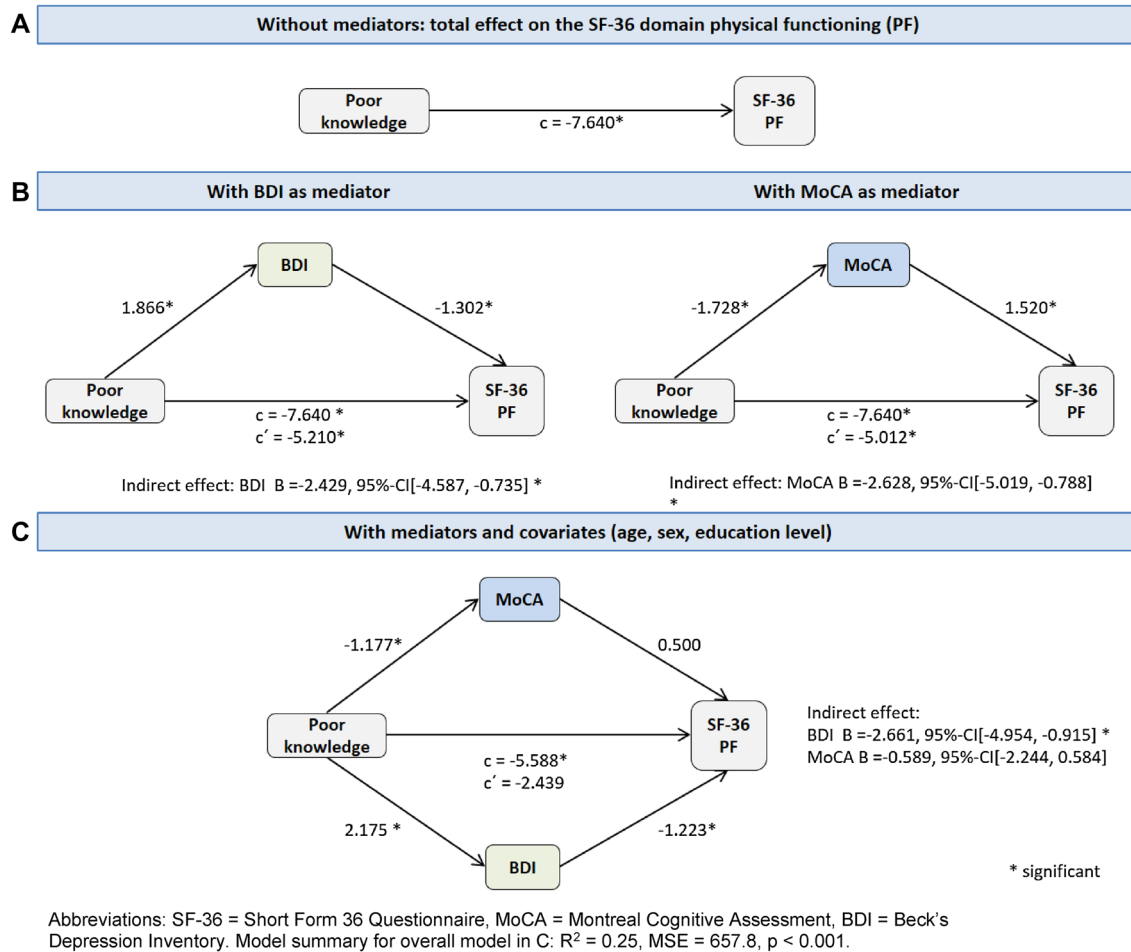 A
Without mediators: total effect on the SF-36 domain physical functioning (PF)
Poor
knowledge
c = -7.640*
SF-36
PF
B
With BDI as mediator
With MoCA as mediator
BDI
1.866*
-1.302*
Poor
knowledge
c = -7.640 *
c´ = -5.210*
SF-36
PF
Indirect effect: BDI B =-2.429, 95%-CI[-4.587, -0.735] *
MoCA
-1.728*
1.520*
Poor
knowledge
c = -7.640*
c´ = -5.012*
SF-36
PF
Indirect effect: MoCA B =-2.628, 95%-CI[-5.019, -0.788]
*
C
With mediators and covariates (age, sex, education level)
MoCA
-1.177*
0.500
Poor
knowledge
c = -5.588*
c´ = -2.439
SF-36
PF
2.175 *
-1.223*
BDI
Indirect effect:
BDI B =-2.661, 95%-CI[-4.954, -0.915] *
MoCA B =-0.589, 95%-CI[-2.244, 0.584]
* significant
Abbreviations: SF-36 = Short Form 36 Questionnaire, MoCA = Montreal Cognitive Assessment, BDI = Beck's
Depression Inventory. Model summary for overall model in C: R² = 0.25, MSE = 657.8, p < 0.001.